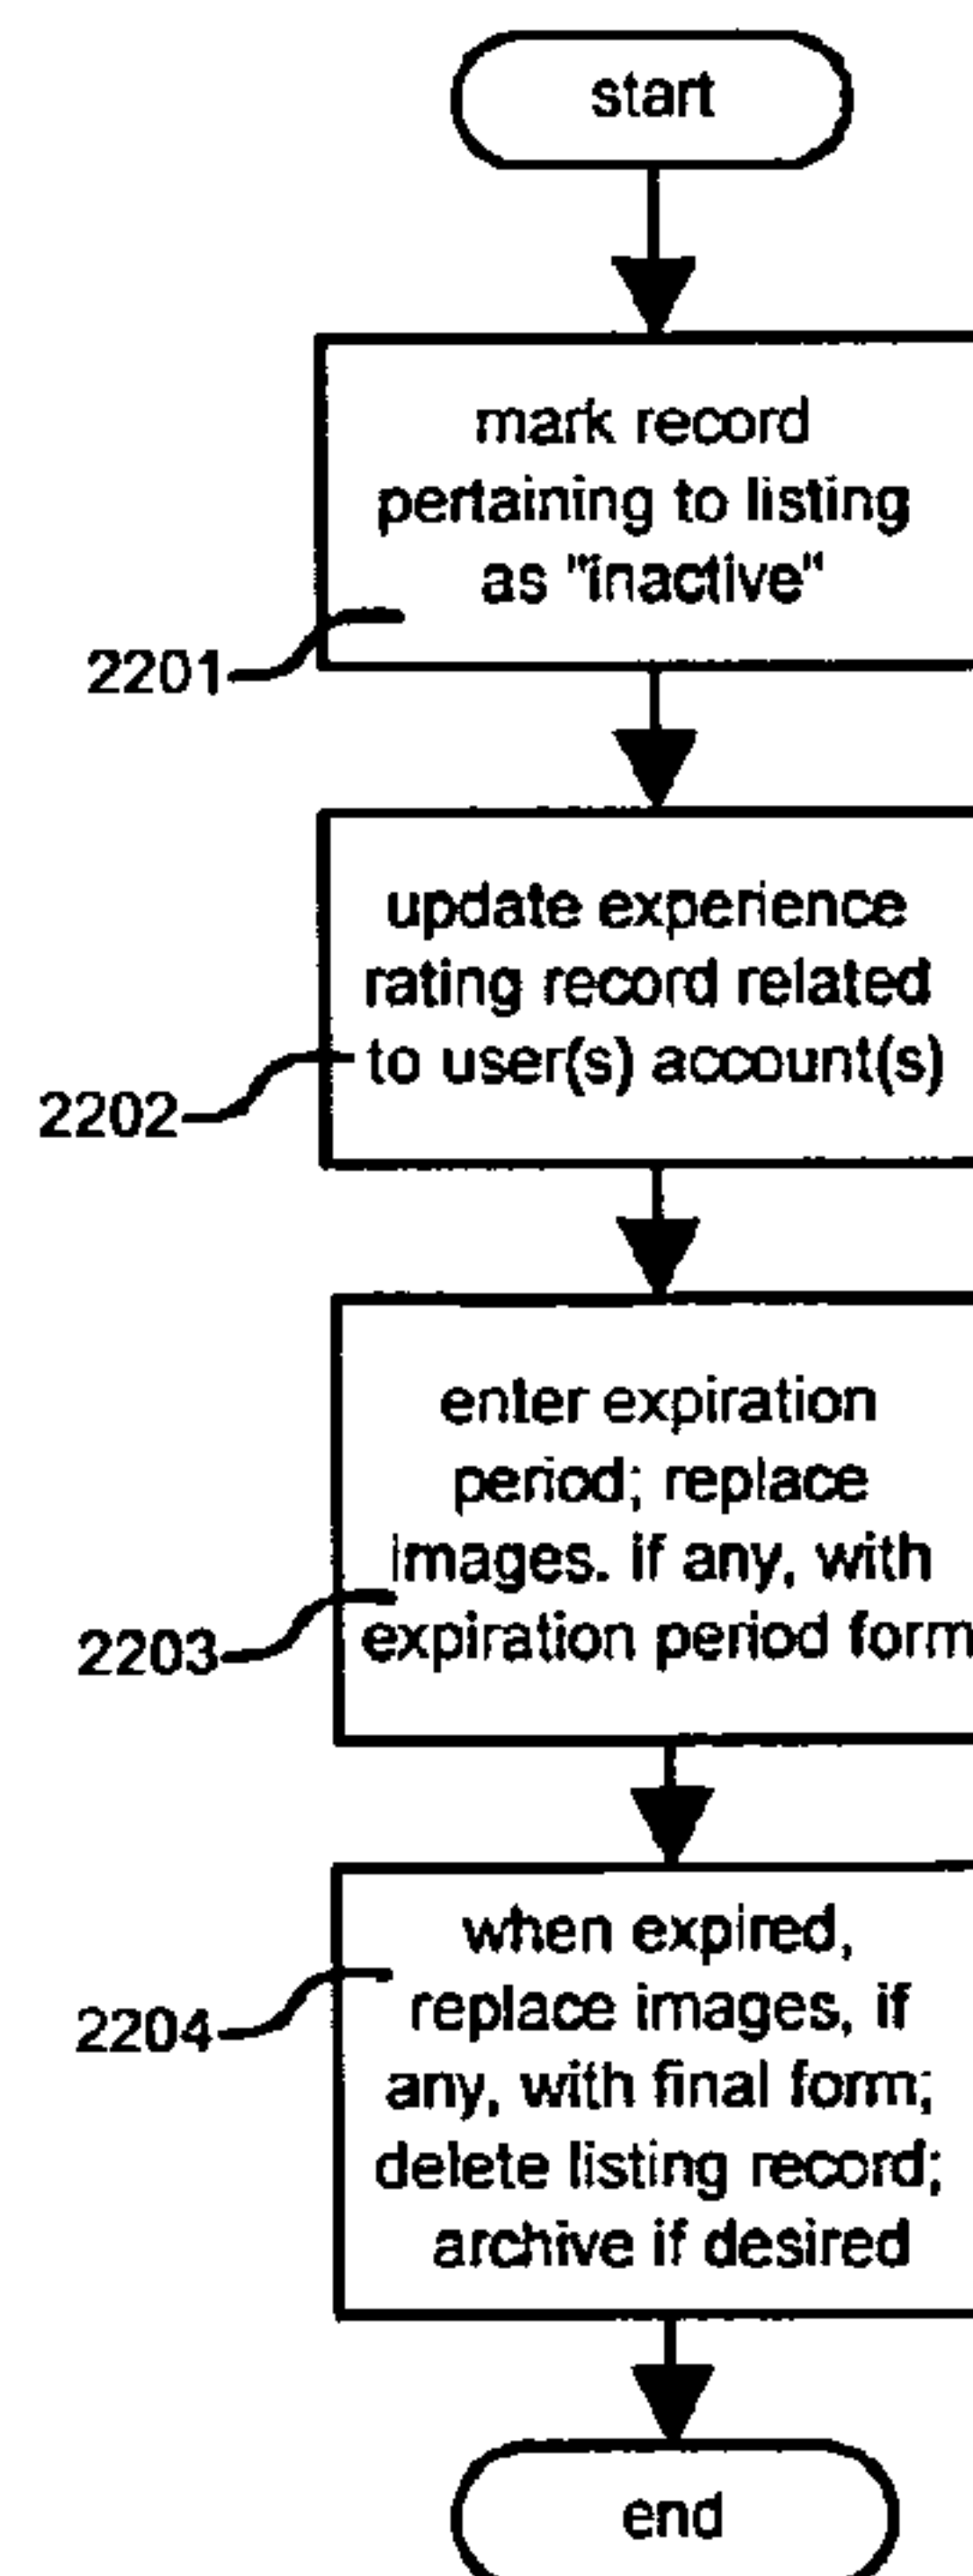 start
mark record
pertaining to listing
as "inactive"
2201
update experience
rating record related
to user(s) account(s)
2202
enter expiration
period; replace
images. if any, with
expiration period form
2203
when expired,
replace images, if
any, with final form;
delete listing record;
archive if desired
2204
end